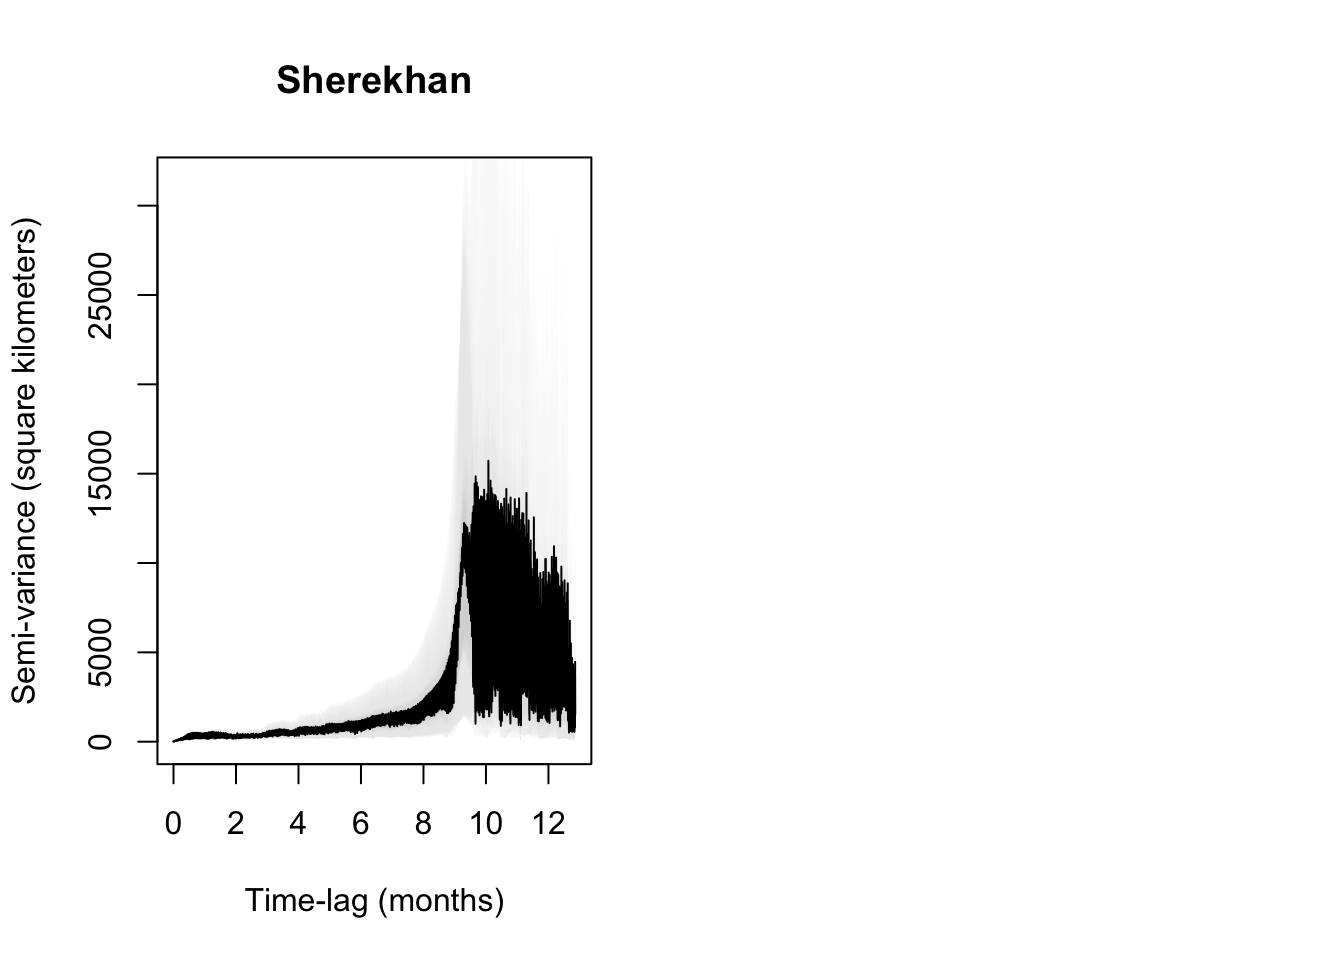 Sherekhan
Semi-variance (square kilometers)
25000
15000
5000
0
0 2 4 6 8 10 12
Time-lag (months)